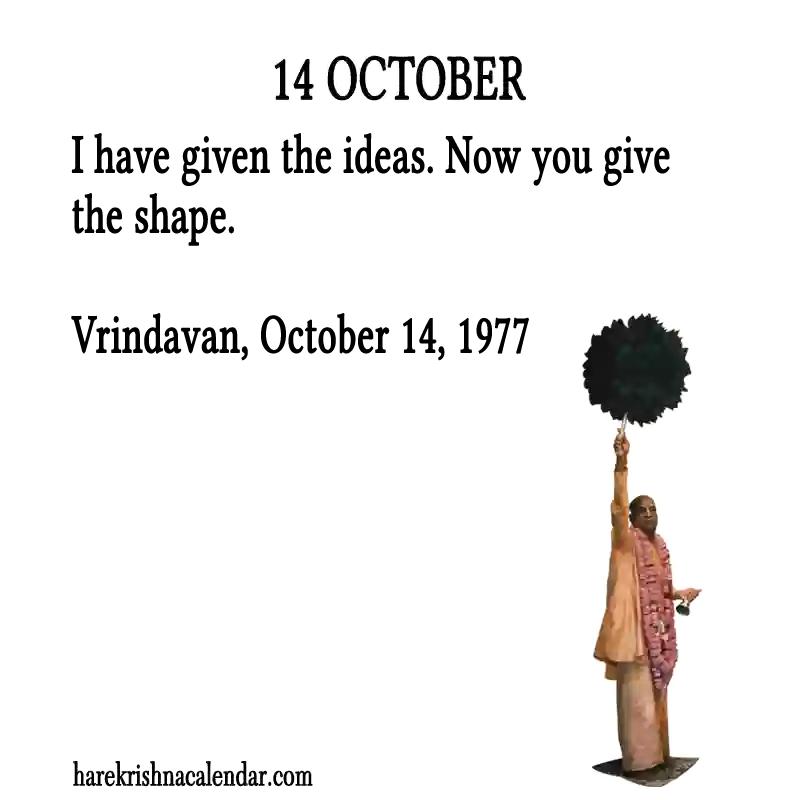 14 OCTOBER
I have given the ideas. Now you give
the shape.
Vrindavan, October 14, 1977
harekrishnacalendar.com